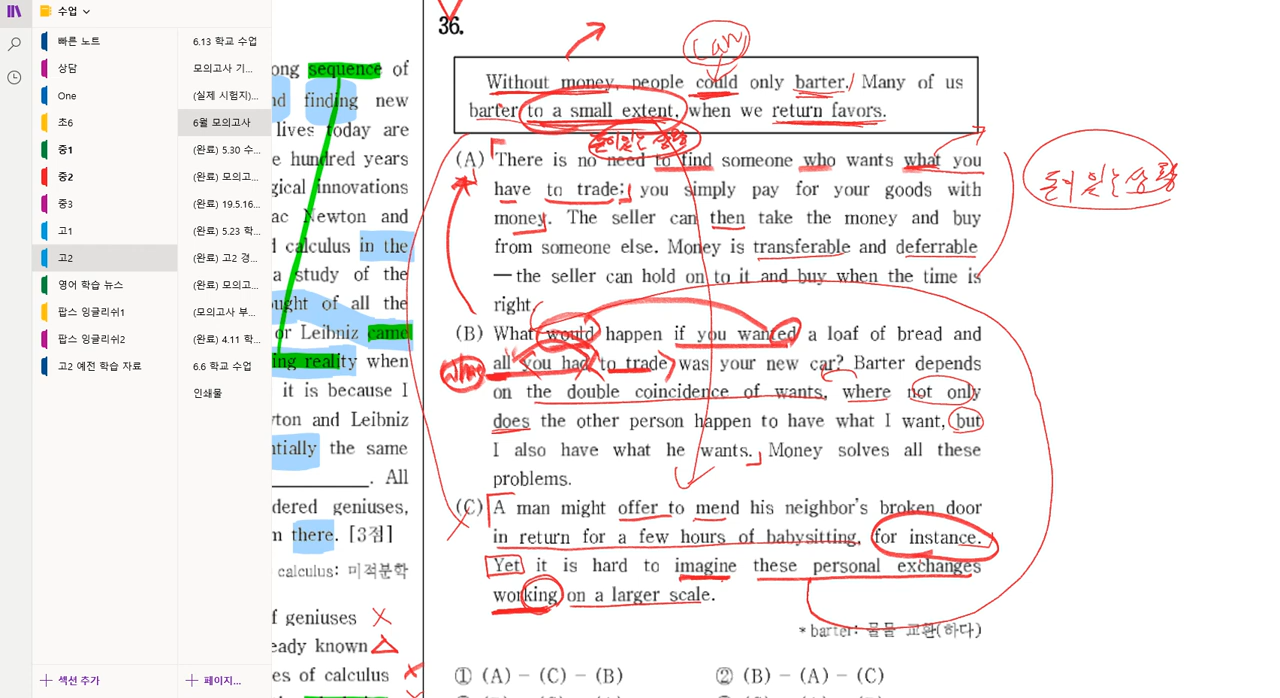 수업
빠른 노트
상담
One
초6
중1
중2
중3
고1
고2
영어 학습 뉴스
팝스 잉글리쉬1
팝스 잉글리쉬2
고2 예전 학습 자료
섹션 추가
6.13 학교 수업
모의고사 기...
(실제 시험지)...
6월 모의고사
(완료) 5.30 수...
(완료) 모의고...
(완료) 19.5.16...
(완료) 5.23 학...
(완료) 고2 경...
(완료) 모의고...
(모의고사 부...
(완료) 4.11 학...
6.6 학교 수업
인쇄물
페이지...
ong sequence of
nd finding new
lives today are
e hundred years
gical innovations
ac Newton and
d calculus in the
a study of the
ught of all the
or Leibniz came
ing reality when
it is because I
wton and Leibniz
ntially the same
. All
dered geniuses,
m there. [3점]
calculus: 미적분학
f geniuses
eady known
es of calculus
36.
can
Without money, people could only barter. Many of us
barter to a small extent, when we return favors.
돈이 있는 상황
(A) There is no need to find someone who wants what you
have to trade; you simply pay for your goods with
money. The seller can then take the money and buy
from someone else. Money is transferable and deferrable
—the seller can hold on to it and buy when the time is
right.
돈이 있는 상황
(B) What would happen if you wanted a loaf of bread and
all you had to trade was your new car? Barter depends
on the double coincidence of wants, where not only
does the other person happen to have what I want, but
I also have what he wants. Money solves all these
problems.
(C) A man might offer to mend his neighbor's broken door
in return for a few hours of babysitting, for instance.
Yet it is hard to imagine these personal exchanges
working on a larger scale.
* barter: 물물 교환(하다)
① (A) － (C) － (B)
② (B) － (A) － (C)